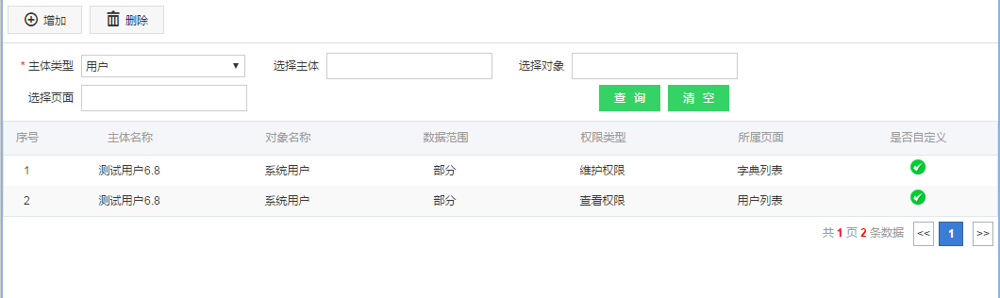 增加 删除
* 主体类型 用户 ▼ 选择主体 选择对象
选择页面 查 询 清 空
序号 主体名称 对象名称 数据范围 权限类型 所属页面 是否自定义
1 测试用户6.8 系统用户 部分 维护权限 字典列表
2 测试用户6.8 系统用户 部分 查看权限 用户列表
共 1 页 2 条数据 << 1 >>